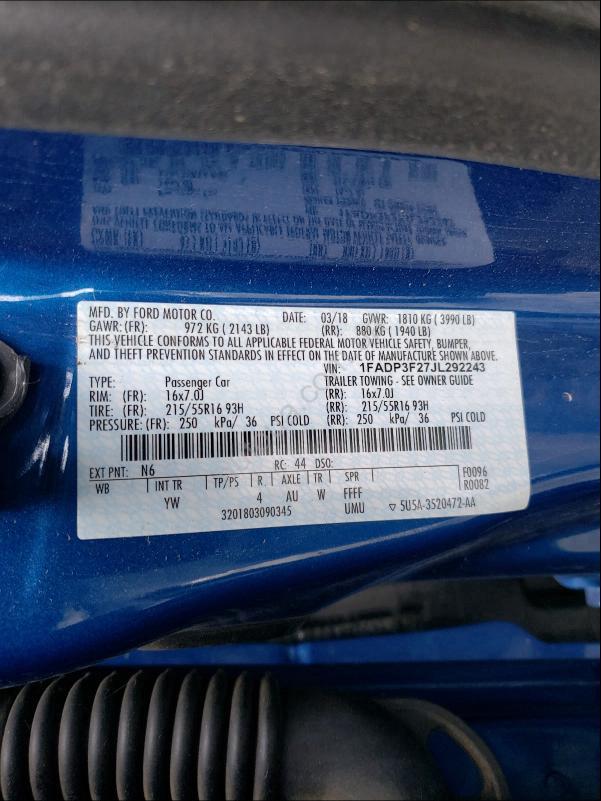 MFD. BY FORD MOTOR CO. DATE: 03/18 GVWR: 1810 KG ( 3990 LB)
GAWR: (FR): 972 KG ( 2143 LB) (RR): 880 KG ( 1940 LB)
THIS VEHICLE CONFORMS TO ALL APPLICABLE FEDERAL MOTOR VEHICLE SAFETY, BUMPER,
AND THEFT PREVENTION STANDARDS IN EFFECT ON THE DATE OF MANUFACTURE SHOWN ABOVE.
VIN: 1FADP3F27JL292243
TYPE: Passenger Car TRAILER TOWING - SEE OWNER GUIDE
RIM: (FR): 16x7.0J (RR): 16x7.0J
TIRE: (FR): 215/55R16 93H (RR): 215/55R16 93H
PRESSURE: (FR) 250 kPa/ 36 PSI COLD (RR): 250 kPa/ 36 PSI COLD
EXT PNT: N6 RC: 44 DSO: F0096
R0082
WB INT TR TP/PS R AXLE TR SPR
YW 4 AU W FFFF
3201803090345 UMU ▽ 5U5A-3520472-AA